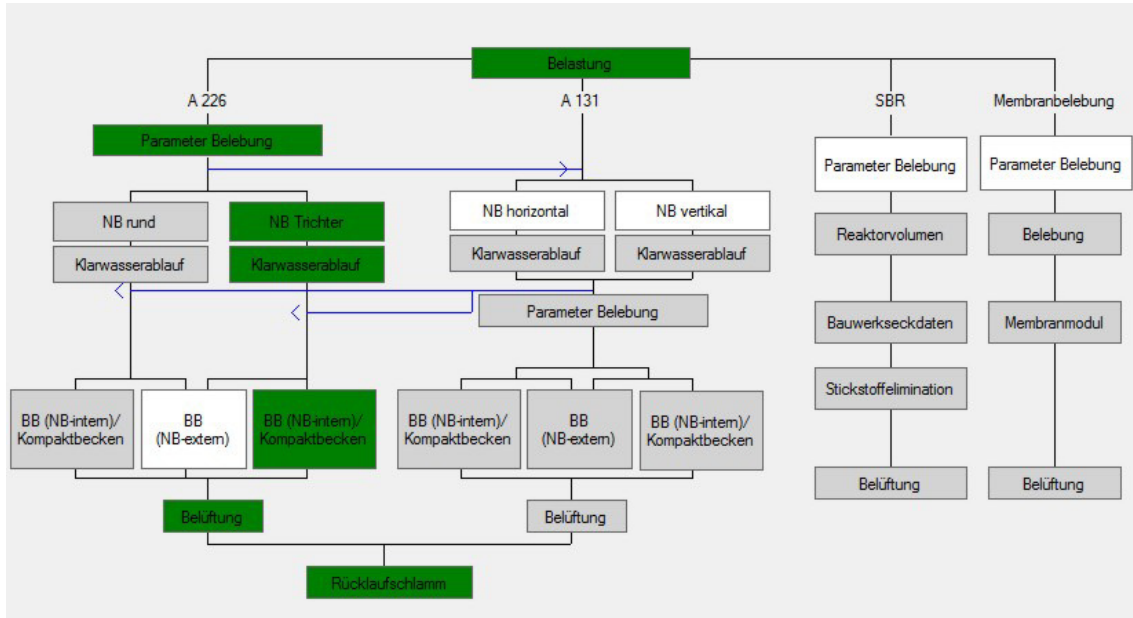 Belastung
A 226
A 131
SBR
Membranbelebung
Parameter Belebung
Parameter Belebung
Parameter Belebung
NB rund
NB Trichter
NB horizontal
NB vertikal
Reaktorvolumen
Belebung
Klarwasserablauf
Klarwasserablauf
Klarwasserablauf
Klarwasserablauf
Parameter Belebung
Bauwerkseckdaten
Membranmodul
Stickstoffelimination
BB (NB-intern)/
Kompaktbecken
BB
(NB-extern)
BB (NB-intern)/
Kompaktbecken
BB (NB-intern)/
Kompaktbecken
BB
(NB-extern)
BB (NB-intern)/
Kompaktbecken
Belüftung
Belüftung
Belüftung
Belüftung
Rücklaufschlamm